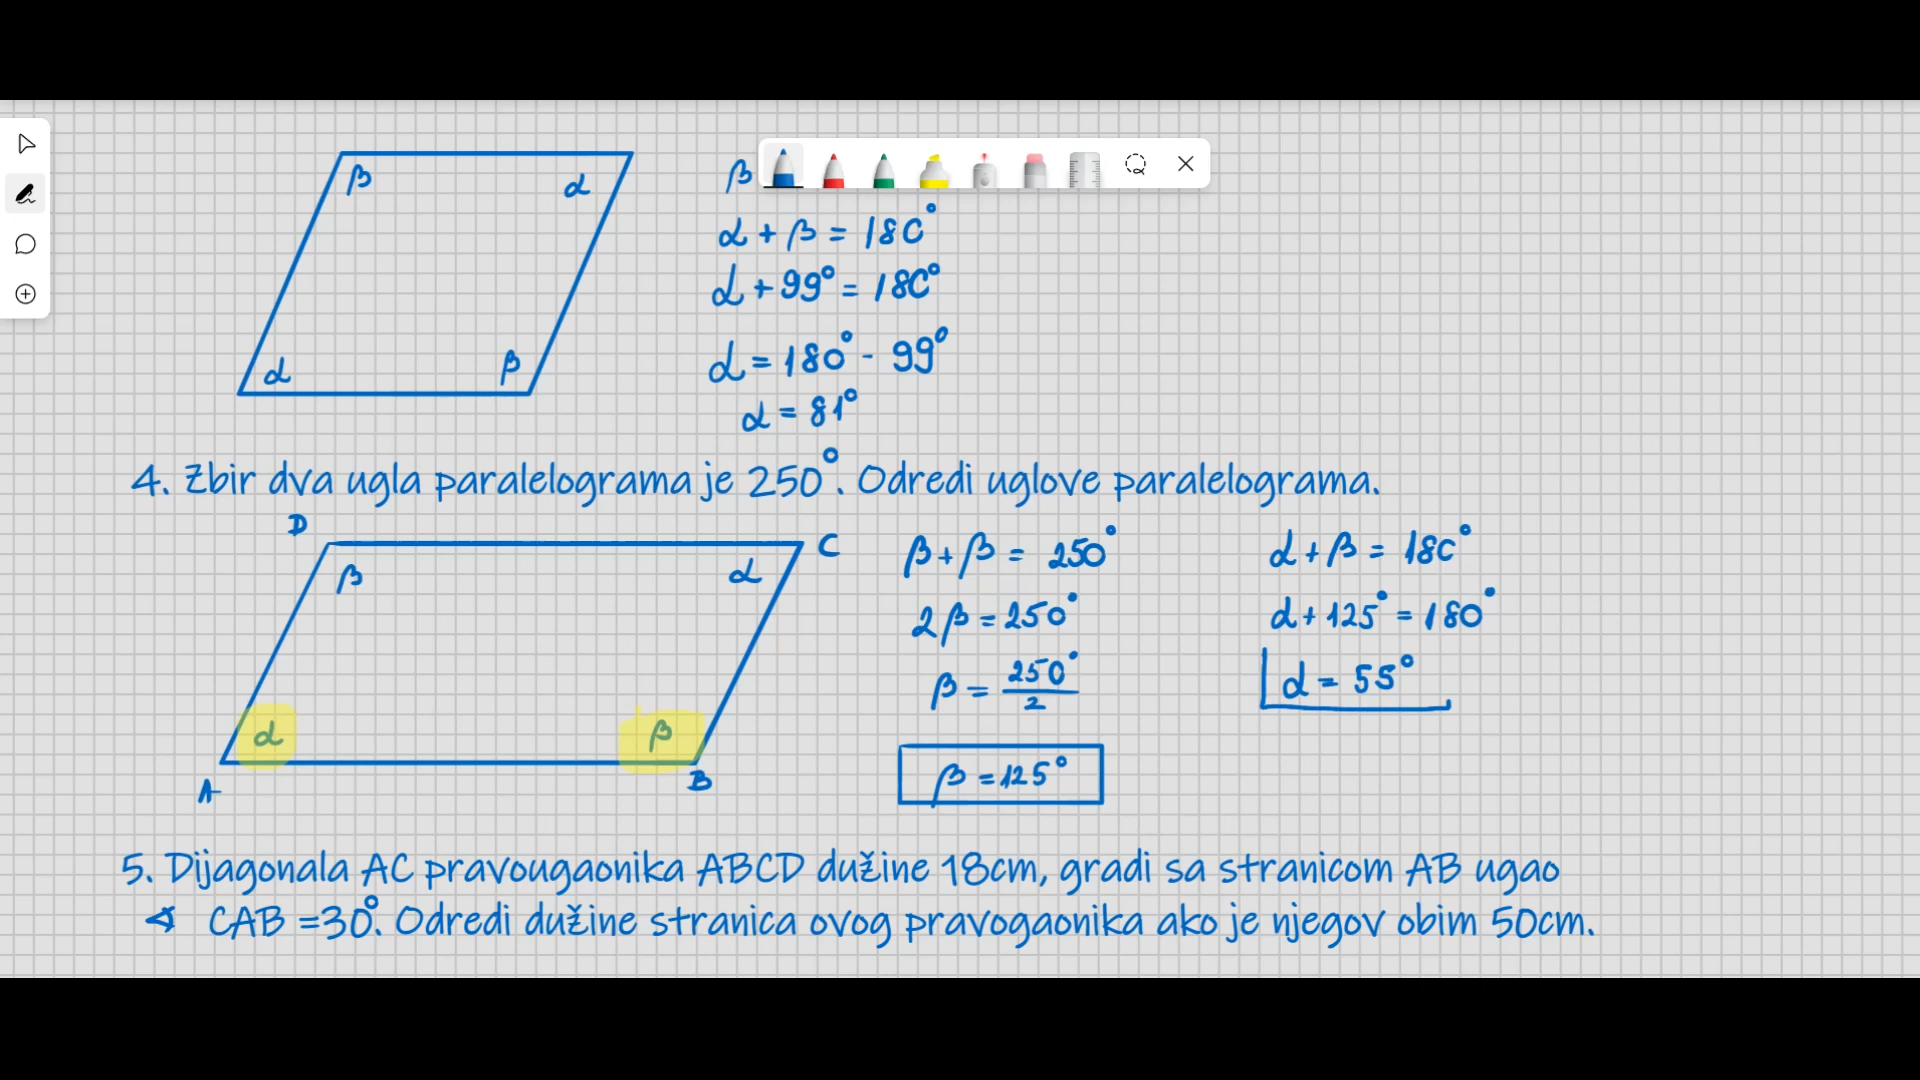 β α
β
α + β = 180°
α + 99° = 180°
α = 180° - 99°
α β
α = 81°
4. Zbir dva ugla paralelograma je 250°. Odredi uglove paralelograma.
D C
β α
α β
A B
β + β = 250°
2β = 250°
β = 250°/2
β = 125°
α + β = 180°
α + 125° = 180°
α = 55°
5. Dijagonala AC pravougaonika ABCD dužine 18cm, gradi sa stranicom AB ugao
∢ CAB = 30°. Odredi dužine stranica ovog pravogaonika ako je njegov obim 50cm.